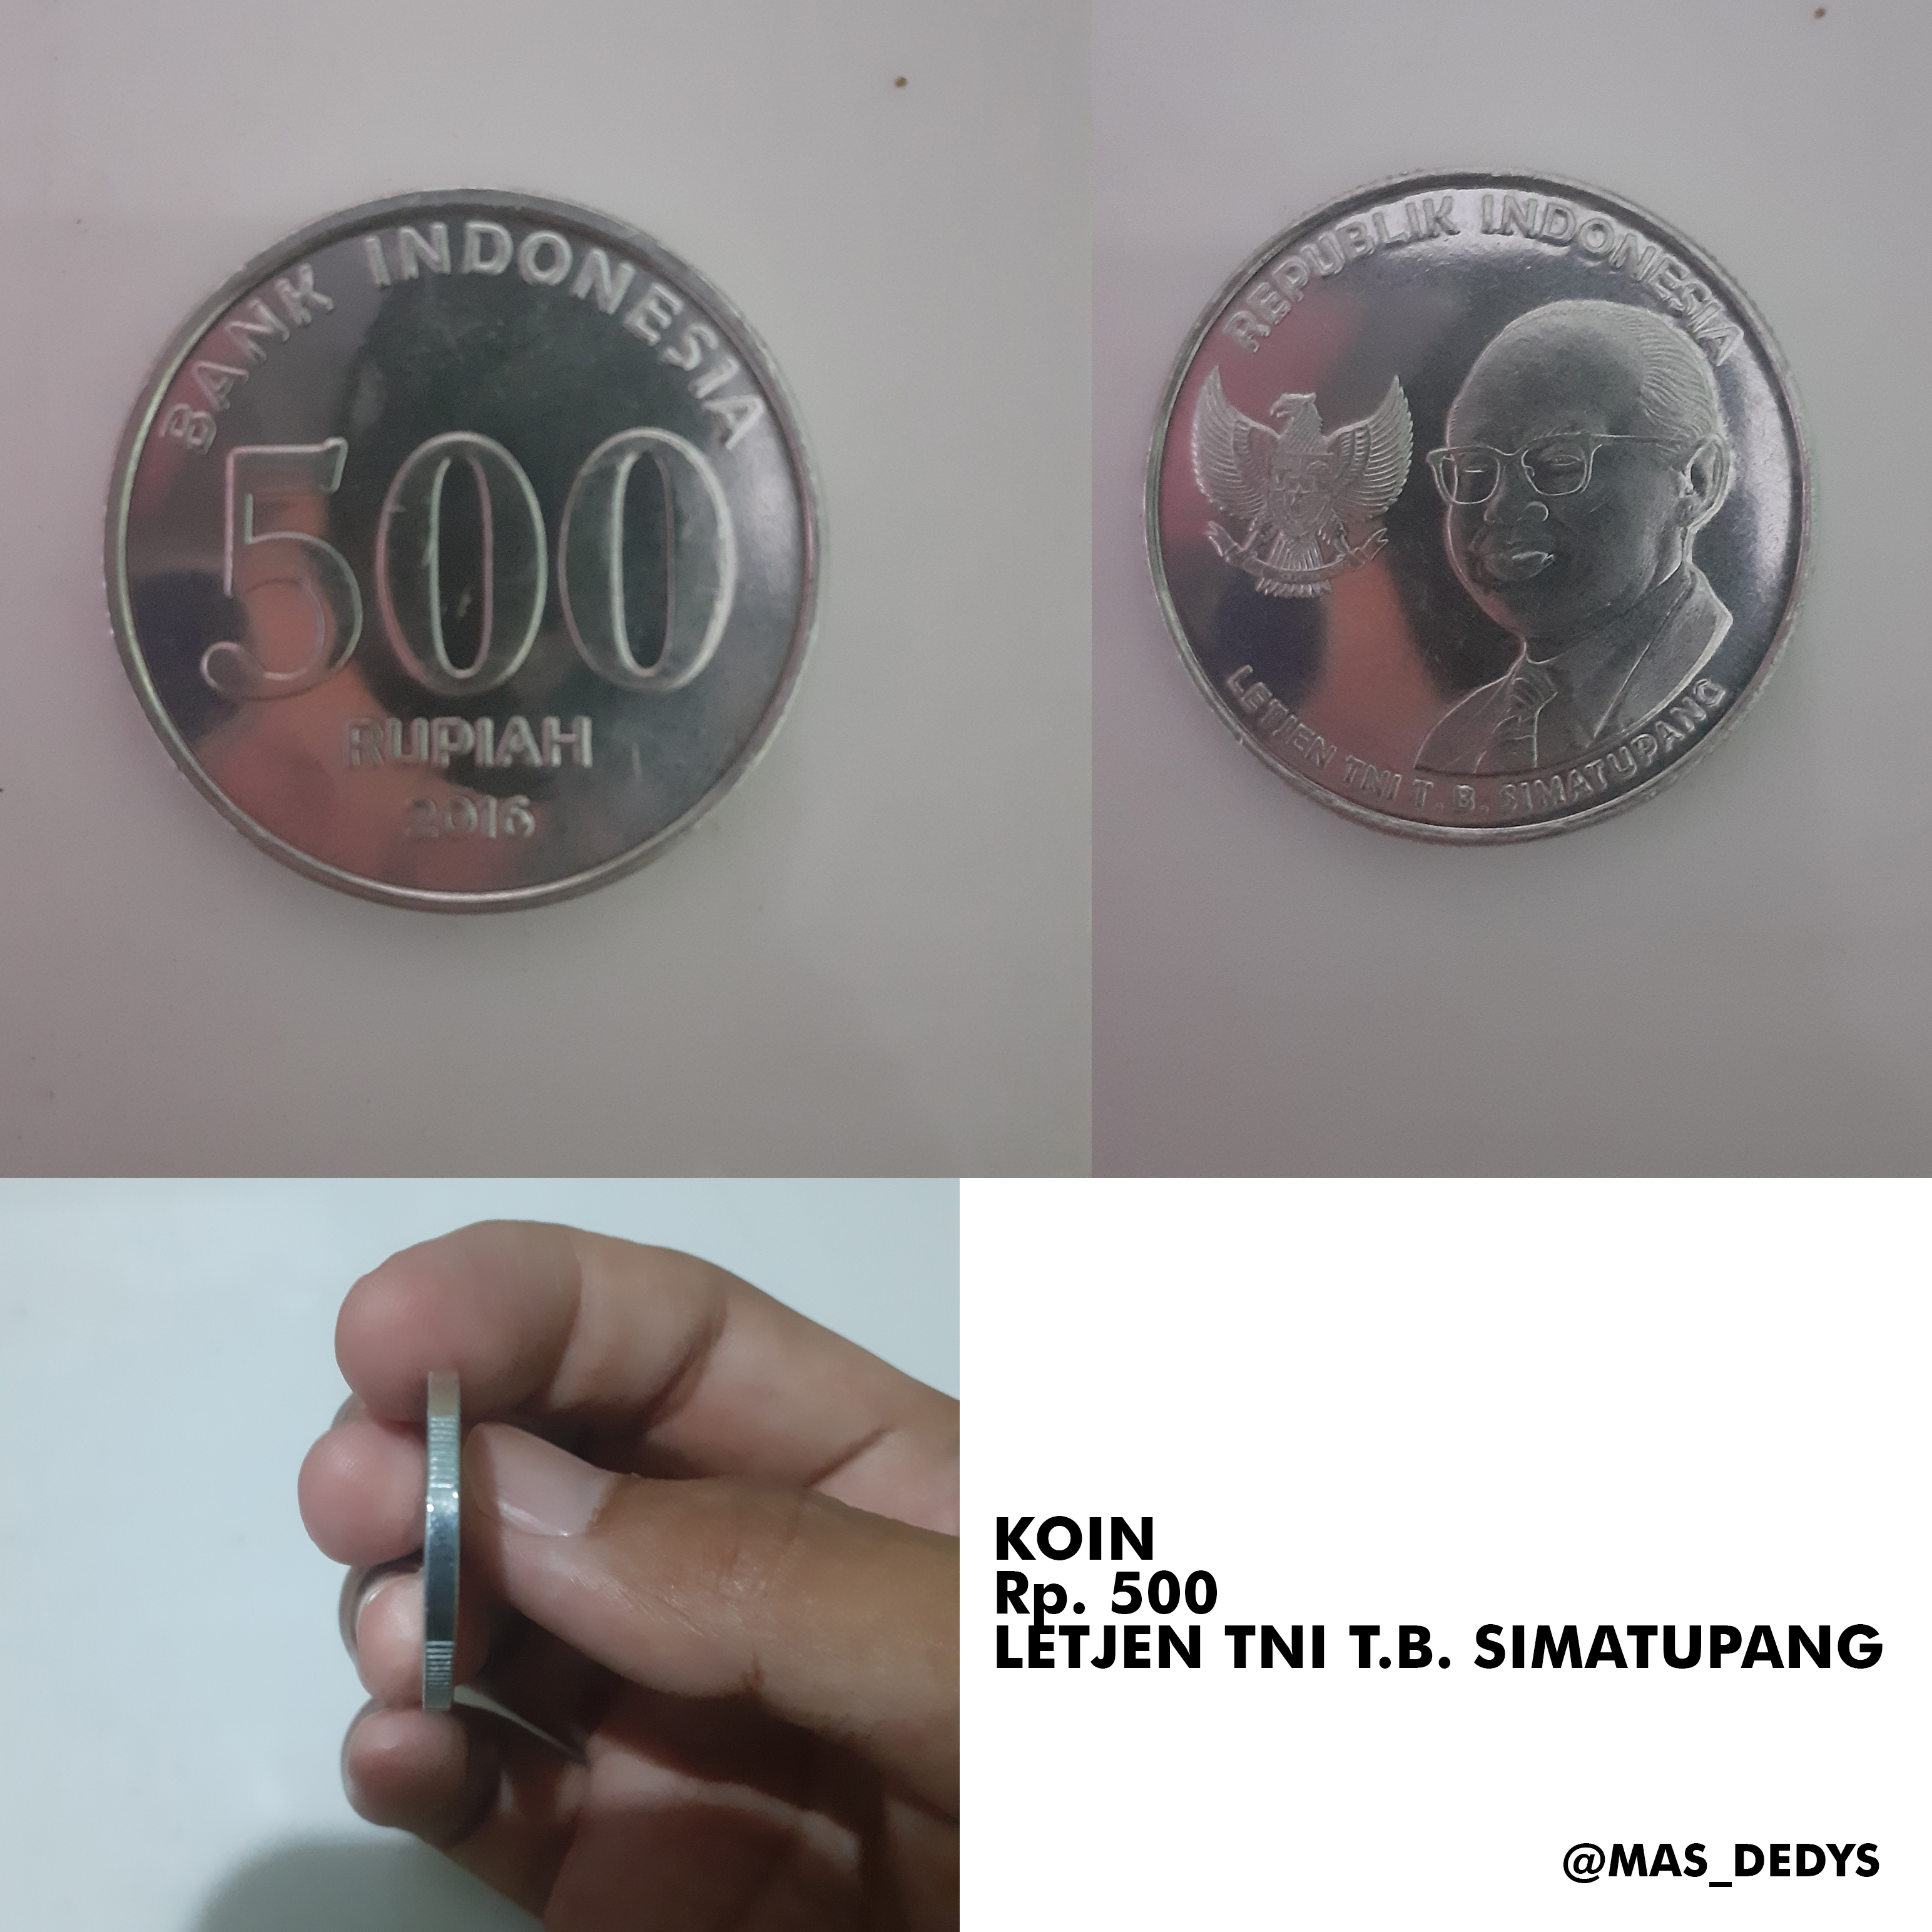 BANK INDONESIA
500
RUPIAH
2016
REPUBLIK INDONESIA
LETJEN TNI T. B. SIMATUPANG
KOIN
Rp. 500
LETJEN TNI T.B. SIMATUPANG
@MAS_DEDYS